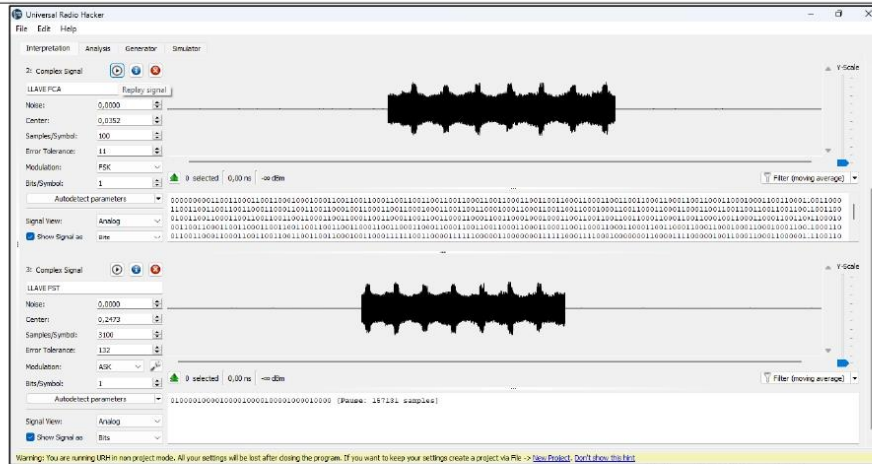 Universal Radio Hacker
File Edit Help
Interpretation Analysis Generator Simulator
2: Complex Signal
LLAVE FCA
Replay signal
Noise: 0,0000
Center: 0,0352
Samples/Symbol: 100
Error Tolerance: 11
Modulation: FSK
Bits/Symbol: 1
Autodetect parameters
Signal View: Analog
Show Signal as Bits
Y-Scale
0 selected 0,00 ns -∞ dBm
Filter (moving average)
3: Complex Signal
LLAVE PST
Noise: 0,0000
Center: 0,2473
Samples/Symbol: 3100
Error Tolerance: 132
Modulation: ASK
Bits/Symbol: 1
Autodetect parameters
Signal View: Analog
Show Signal as Bits
Y-Scale
0 selected 0,00 ns -∞ dBm
Filter (moving average)
[Pause: 157131 samples]
Warning: You are running URH in non project mode. All your settings will be lost after closing the program. If you want to keep your settings create a project via File -> New Project. Don't show this hint